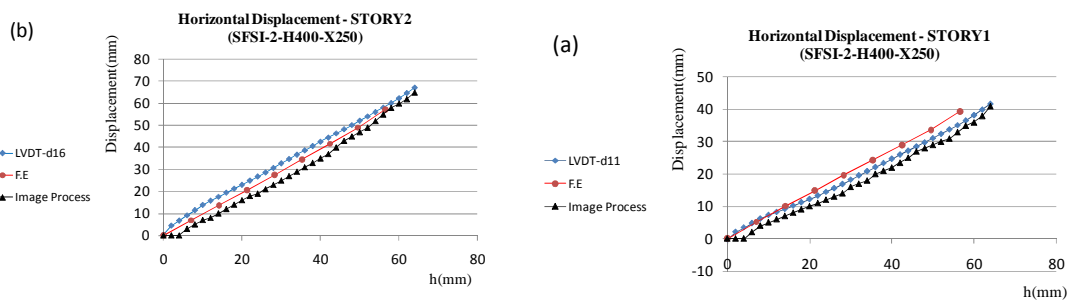 (b)
Horizontal Displacement - STORY2
(SFSI-2-H400-X250)
Displacement(mm)
80
70
60
50
40
30
20
10
0
0 20 40 60 80
h(mm)
LVDT-d16
F.E
Image Process
(a)
Horizontal Displacement - STORY1
(SFSI-2-H400-X250)
Displacement(mm)
50
40
30
20
10
0
-10
0 20 40 60 80
h(mm)
LVDT-d11
F.E
Image Process